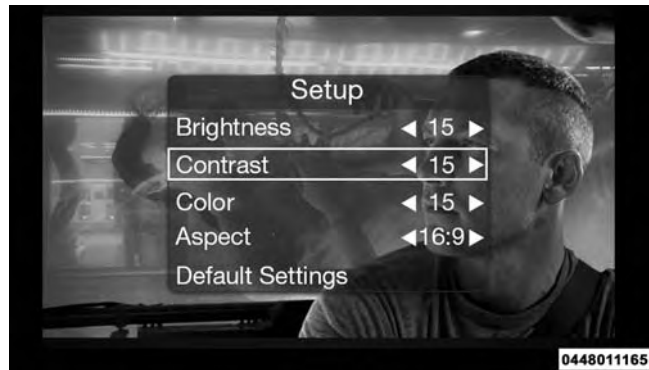 Setup
Brightness ◀ 15 ▶
Contrast ◀ 15 ▶
Color ◀ 15 ▶
Aspect ◀16:9▶
Default Settings
0448011165